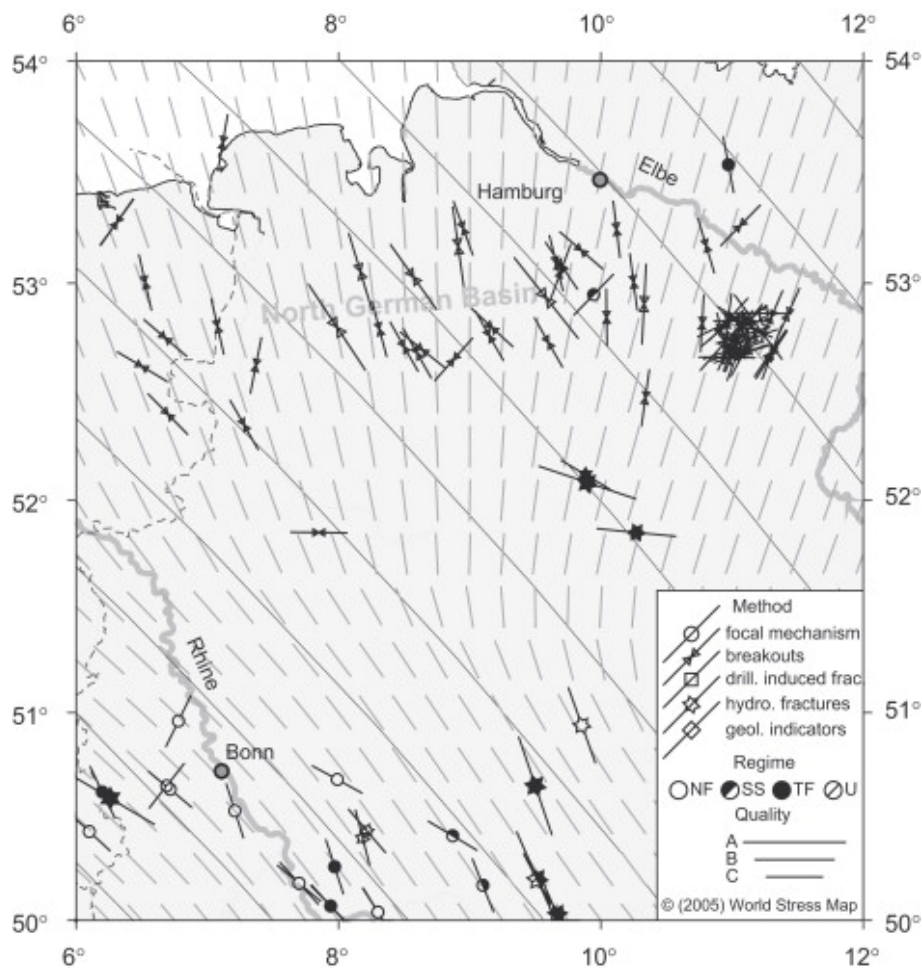 6° 8° 10° 12°
54° 54°
Elbe
Hamburg
53° 53°
North German Basin
52° 52°
Method
focal mechanism
breakouts
drill. induced frac
hydro. fractures
geol. indicators
Rhine
51° 51°
Bonn
Regime
NF SS TF U
Quality
A
B
C
© (2005) World Stress Map
50° 50°
6° 8° 10° 12°